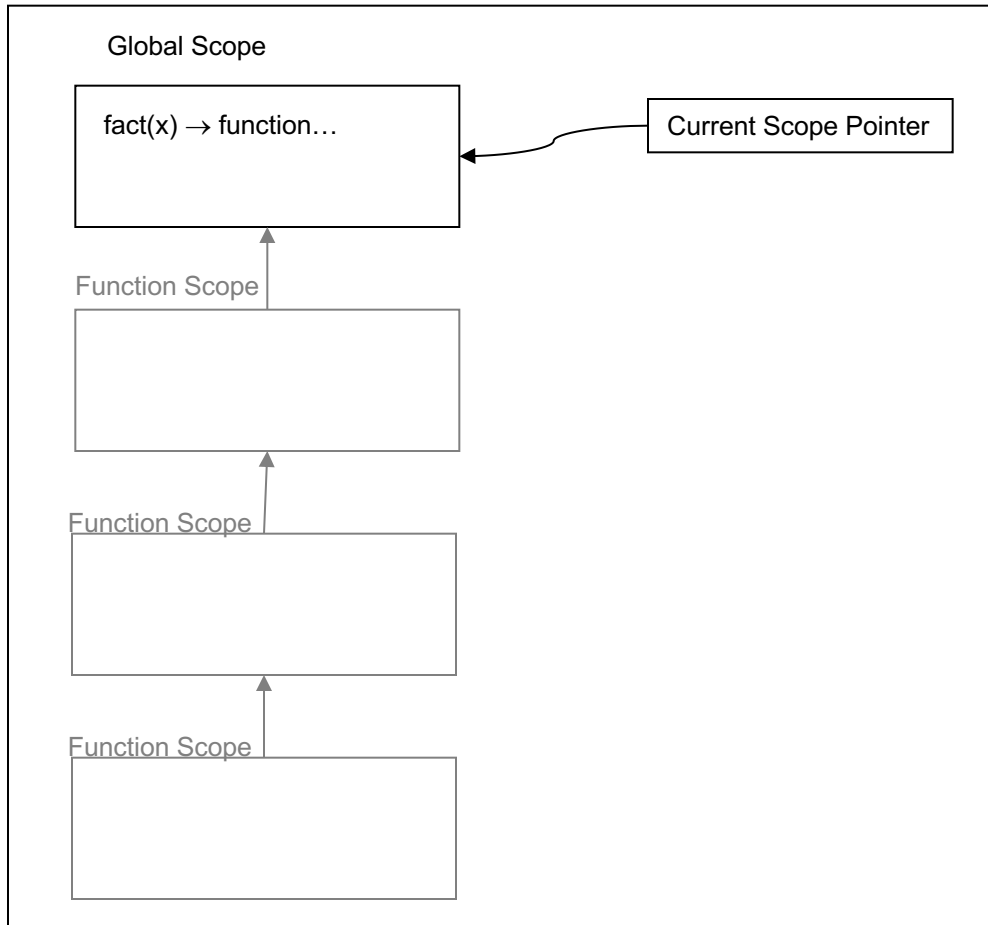 Global Scope
fact(x) → function…
Current Scope Pointer
Function Scope
Function Scope
Function Scope